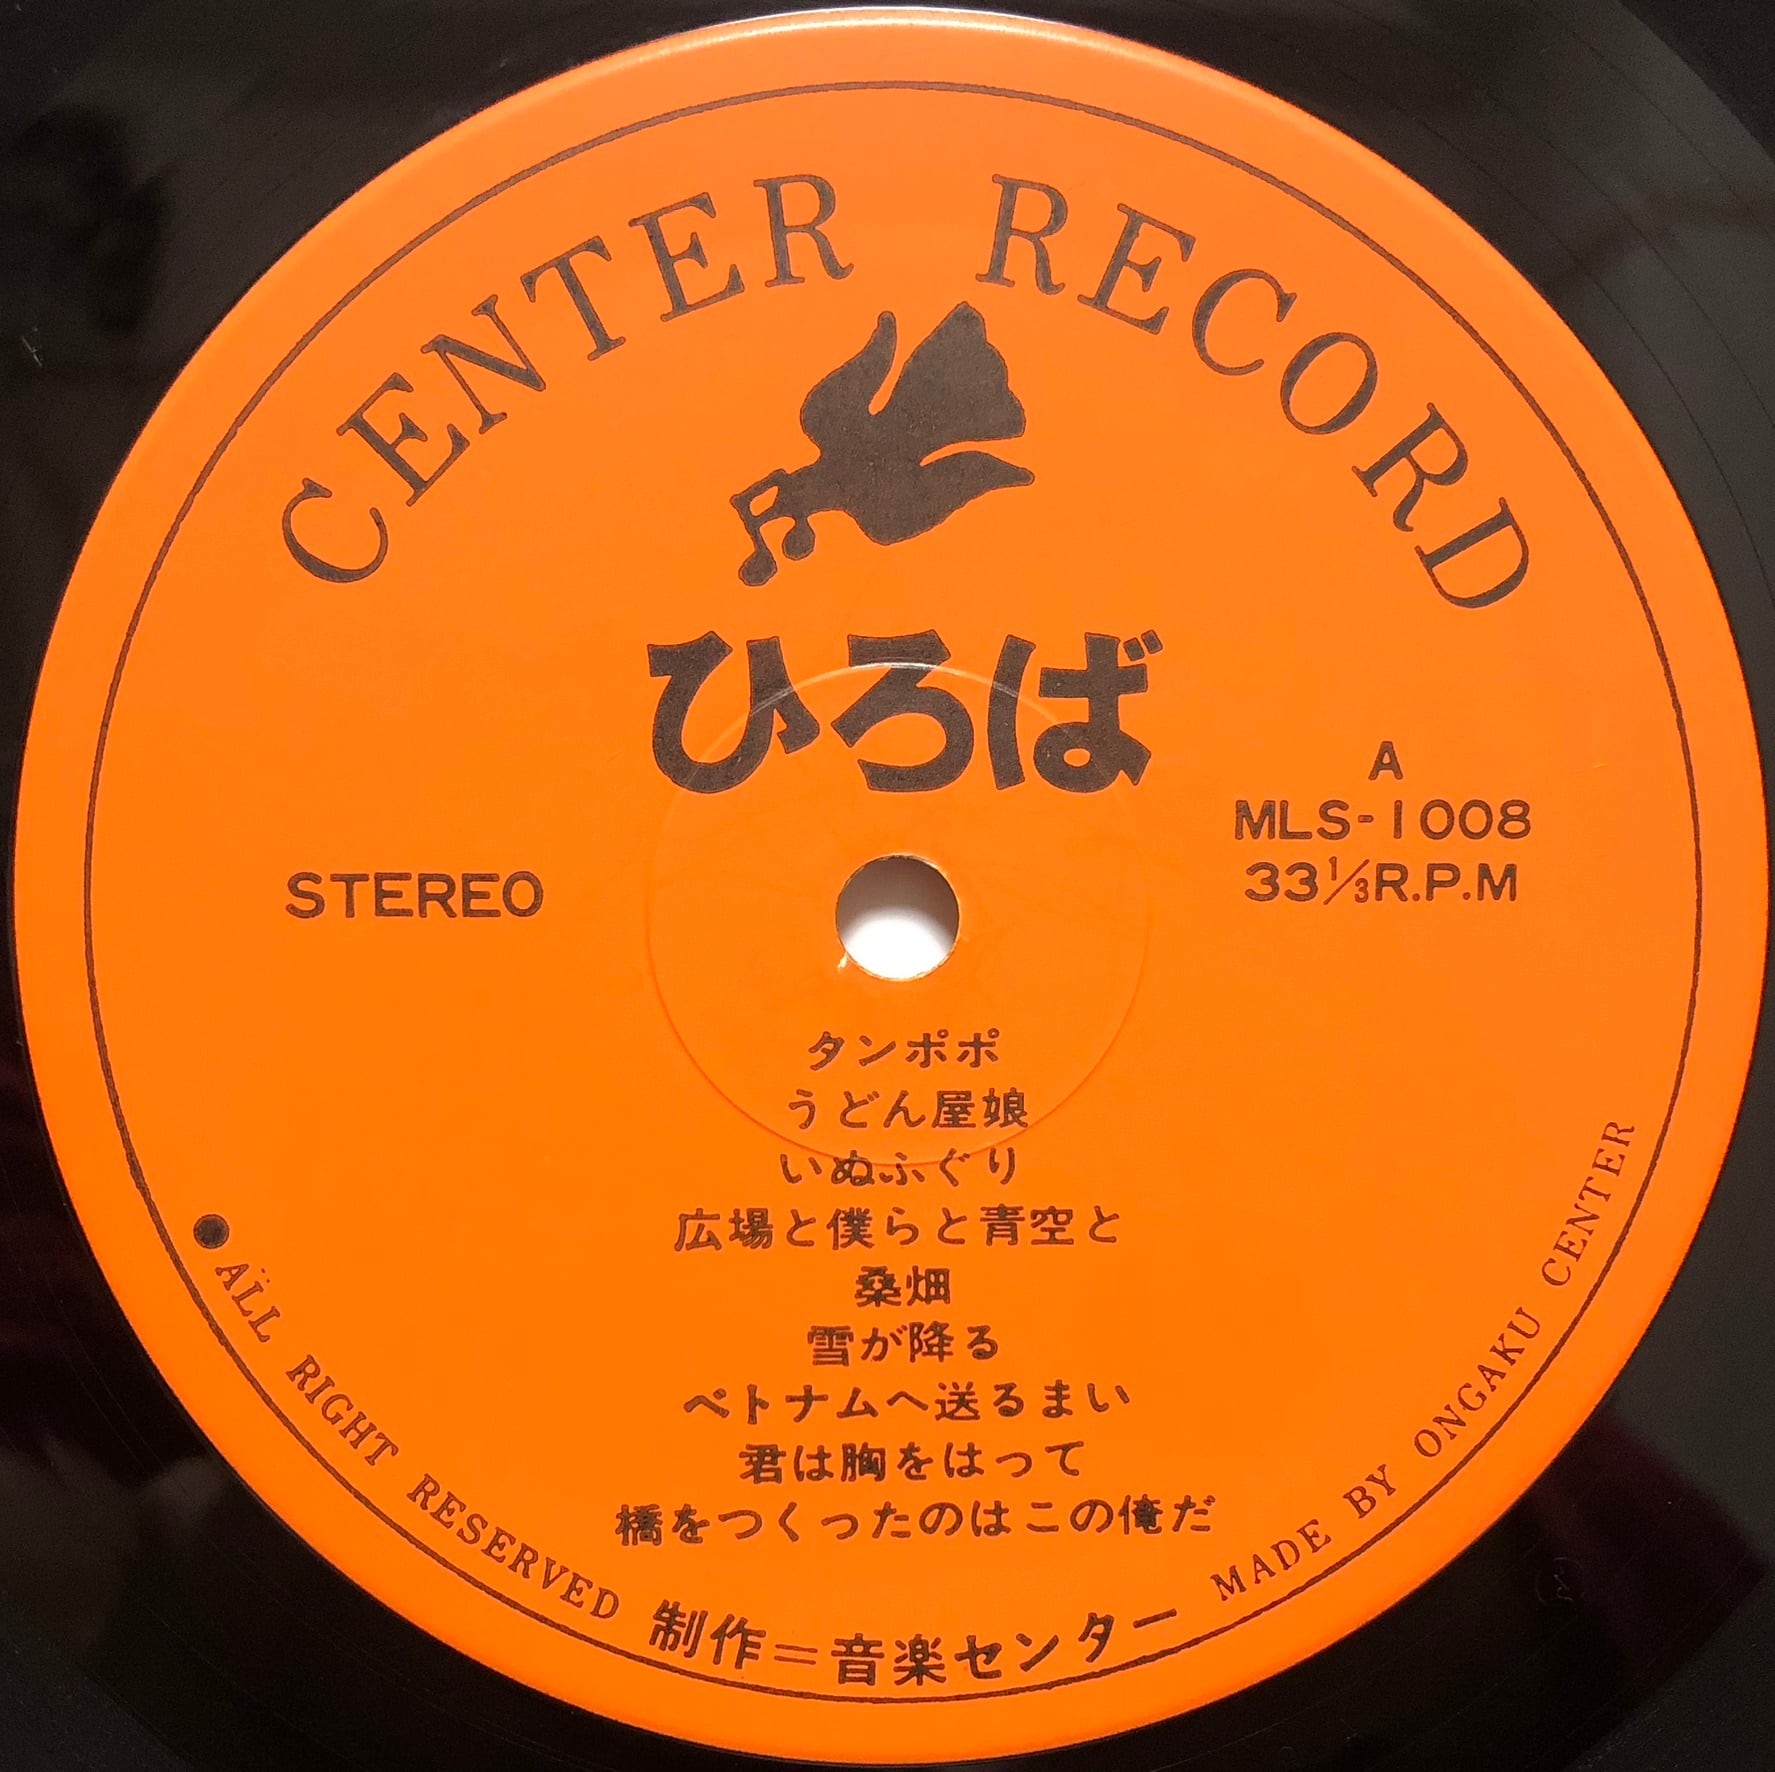 CENTER RECORD
ひろば
A
MLS-1008
33⅓R.P.M
STEREO
タンポポ
うどん屋娘
いぬふぐり
広場と僕らと青空と
桑畑
雪が降る
ベトナムへ送るまい
君は胸をはって
橋をつくったのはこの俺だ
●ALL RIGHT RESERVED
制作=音楽センター
MADE BY ONGAKU CENTER